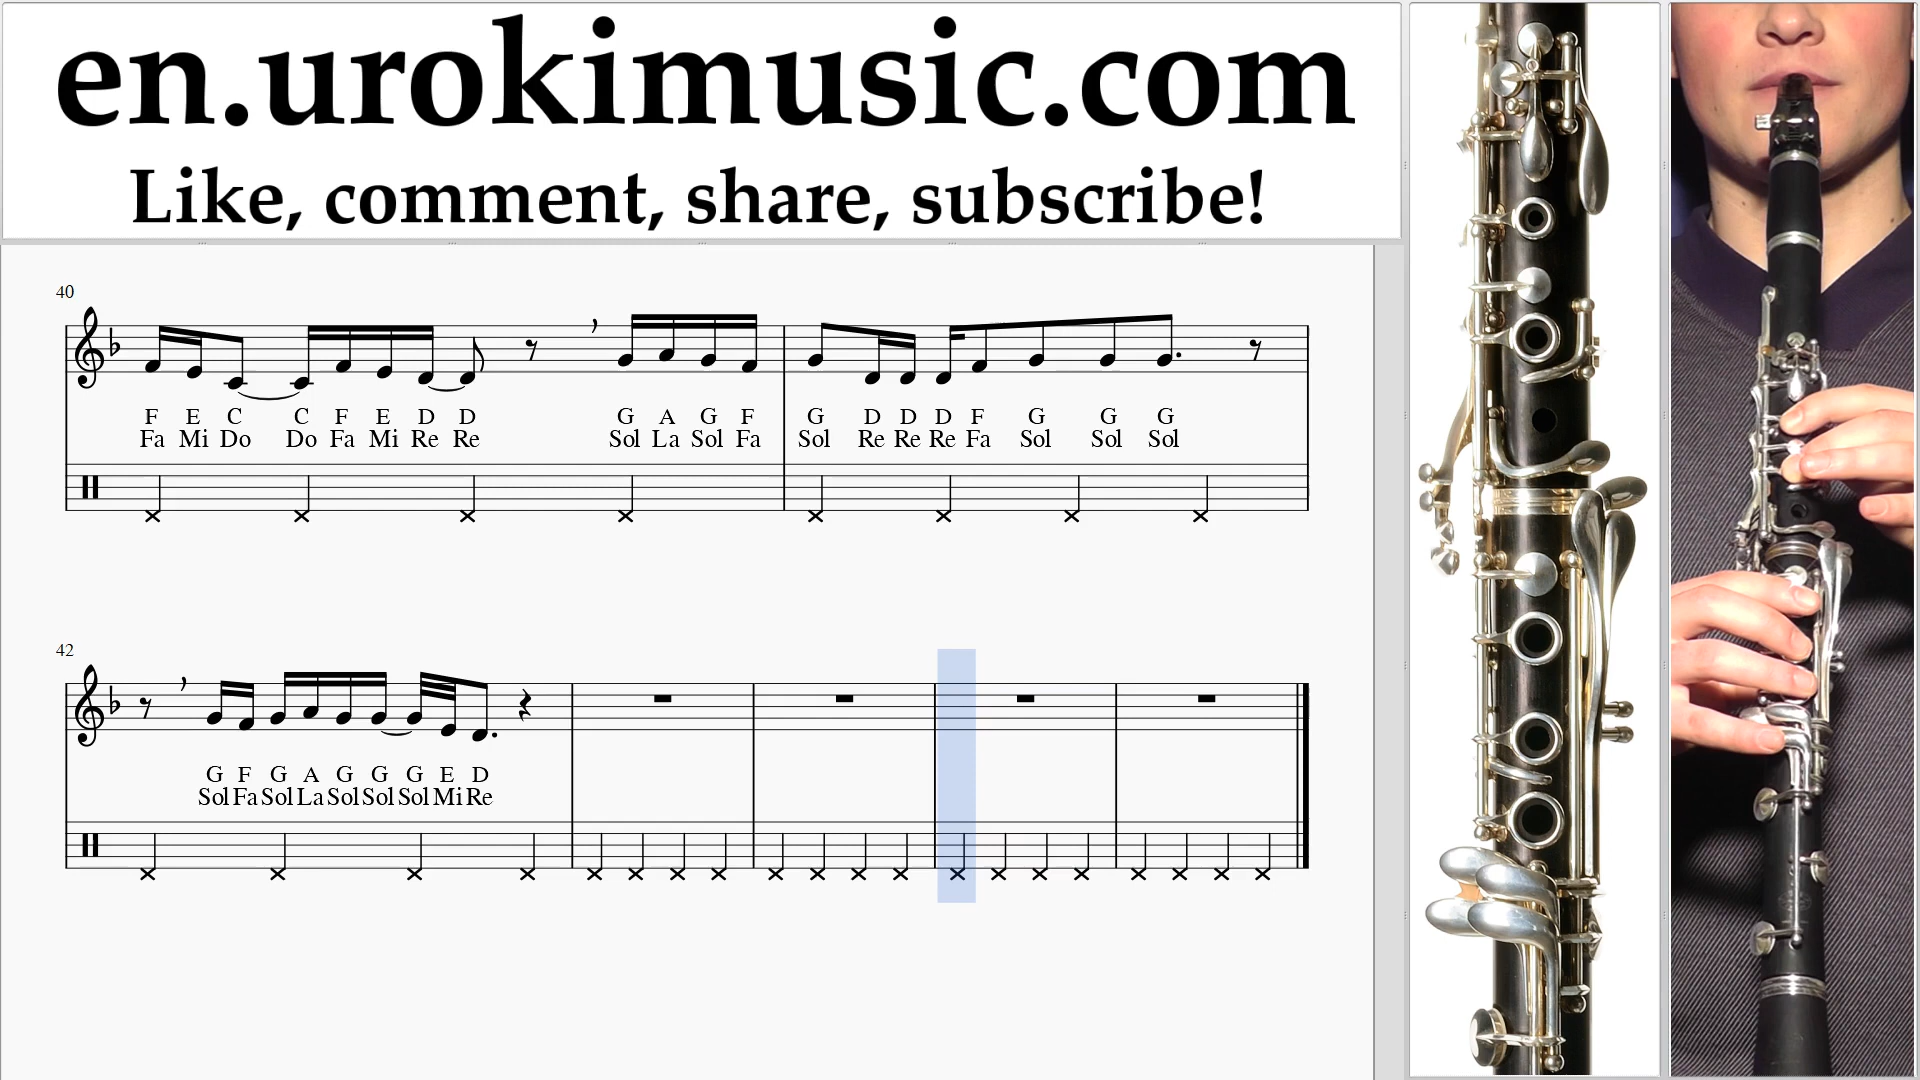 en.urokimusic.com
Like, comment, share, subscribe!
40
F E C C F E D D G A G F G D D D F G G G
Fa Mi Do Do Fa Mi Re Re Sol La Sol Fa Sol Re Re Re Fa Sol Sol Sol
42
G F G A G G G E D
Sol Fa Sol La Sol Sol Sol Mi Re